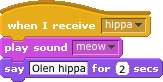 when I receive hippa
play sound meow
say Olen hippa for 2 secs